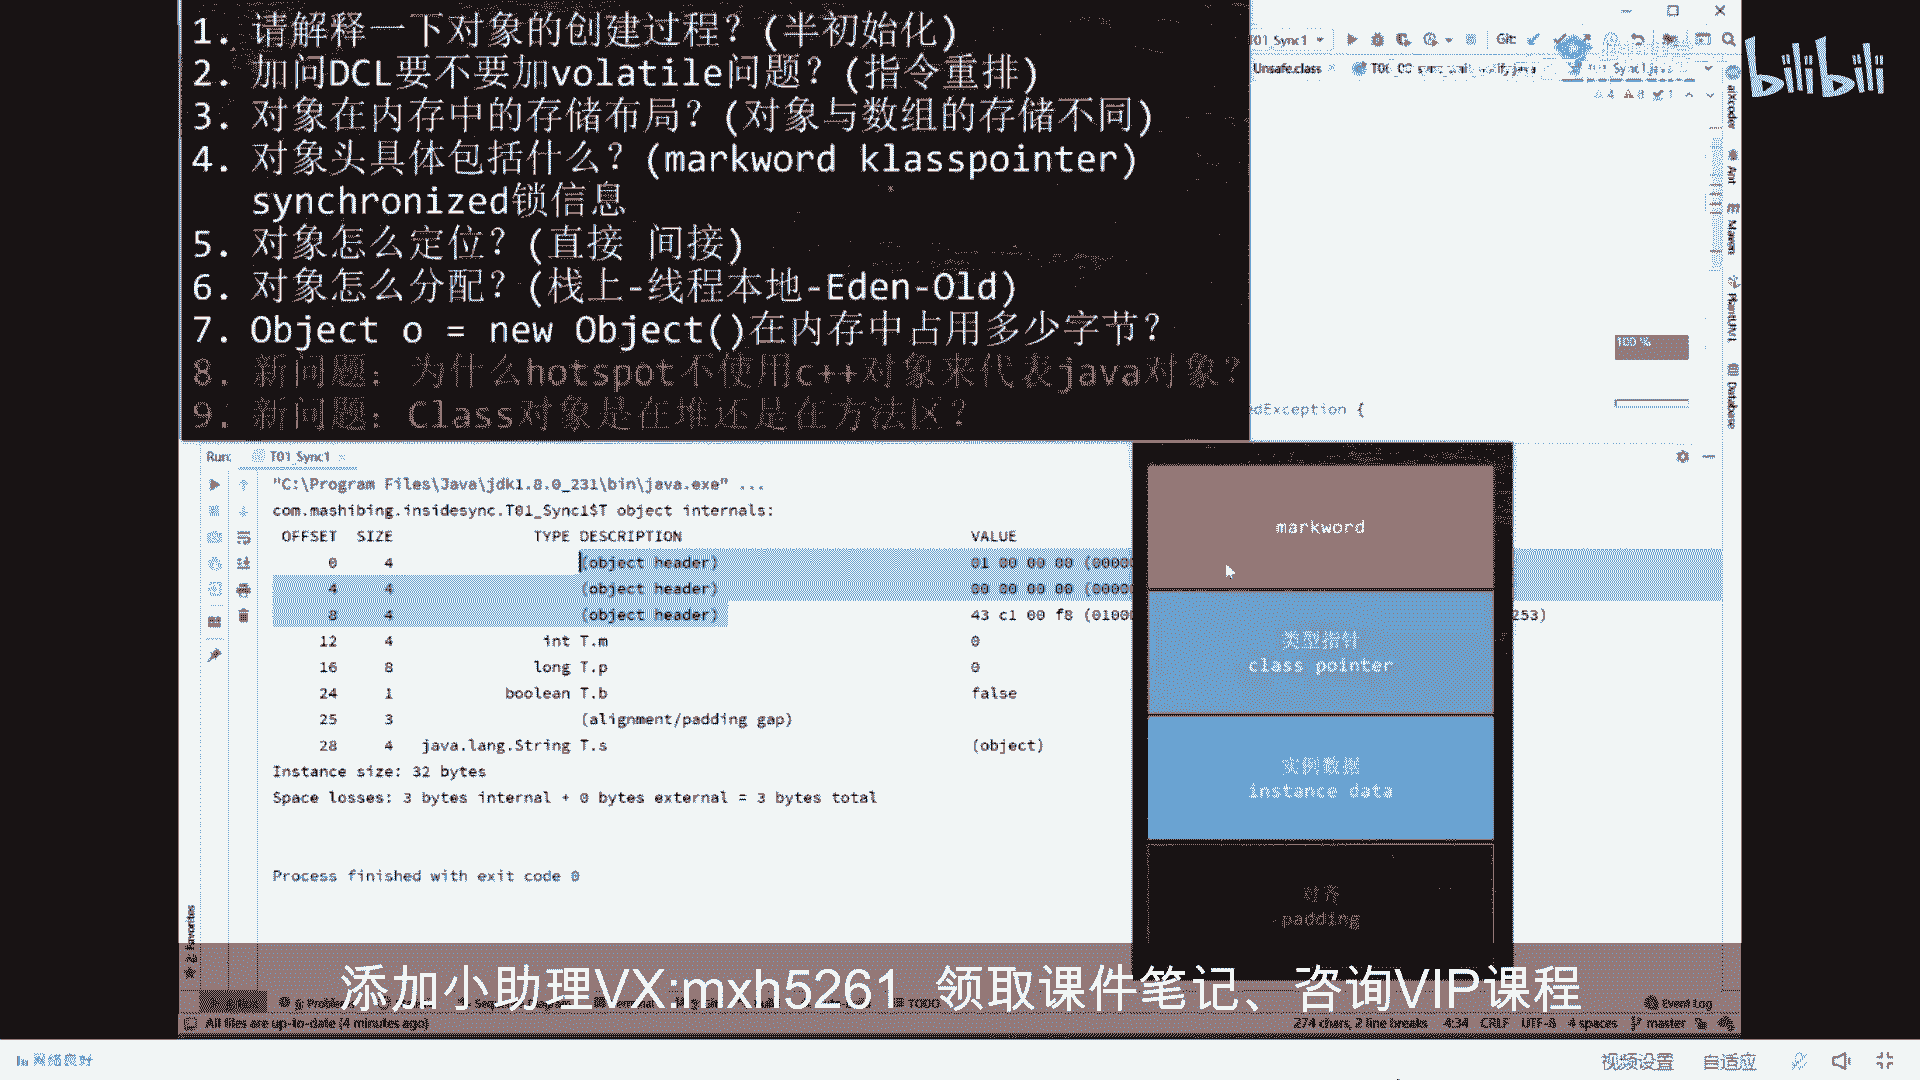 1. 请解释一下对象的创建过程？(半初始化)
2. 加问DCL要不要加volatile问题？(指令重排)
3. 对象在内存中的存储布局？(对象与数组的存储不同)
4. 对象头具体包括什么？(markword klasspointer)
synchronized锁信息
5. 对象怎么定位？(直接 间接)
6. 对象怎么分配？(栈上-线程本地-Eden-Old)
7. Object o = new Object()在内存中占用多少字节？
8. 新问题：为什么hotspot不使用c++对象来代表java对象？
9. 新问题：Class对象是在堆还是在方法区？
T01 Sync1
Git:
bilibili
Unsafe.class
4 8 1
aiXcoder
Ant
Maven
PlantUML
Database
100 %
edException {
Run: T01_Sync1
"C:\Program Files\Java\jdk1.8.0_231\bin\java.exe" ...
com.mashibing.insidesync.T01_Sync1$T object internals:
OFFSET SIZE TYPE DESCRIPTION VALUE
0 4 (object header) 01 00 00 00 (0000
4 4 (object header) 00 00 00 00 (0000
8 4 (object header) 43 c1 00 f8 (0100 253)
12 4 int T.m 0
16 8 long T.p 0
24 1 boolean T.b false
25 3 (alignment/padding gap)
28 4 java.lang.String T.s (object)
Instance size: 32 bytes
Space losses: 3 bytes internal + 0 bytes external = 3 bytes total
Process finished with exit code 0
markword
类型指针
class pointer
实例数据
instance data
对齐
padding
2: Favorites
添加小助理VX:mxh5261 领取课件笔记、咨询VIP课程
TODO
Event Log
All files are up-to-date (4 minutes ago)
274 chars, 2 line breaks 4:34 CRLF UTF-8 4 spaces master
网络良好
视频设置 自适应